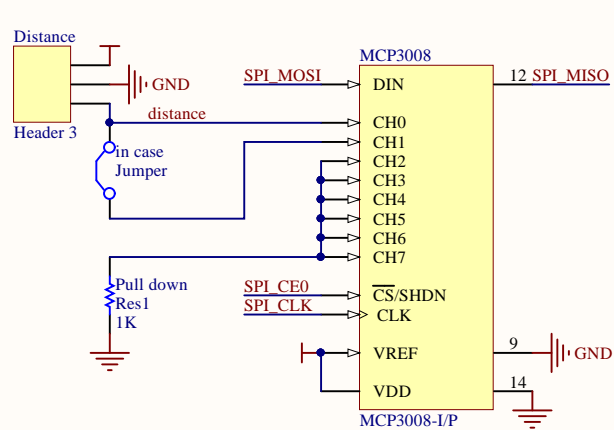 Distance
GND
Header 3
distance
in case
Jumper
Pull down
Res1
1K
MCP3008
SPI_MOSI
DIN
12 SPI_MISO
CH0
CH1
CH2
CH3
CH4
CH5
CH6
CH7
SPI_CE0
CS/SHDN
SPI_CLK
CLK
VREF
9
GND
VDD
14
MCP3008-I/P